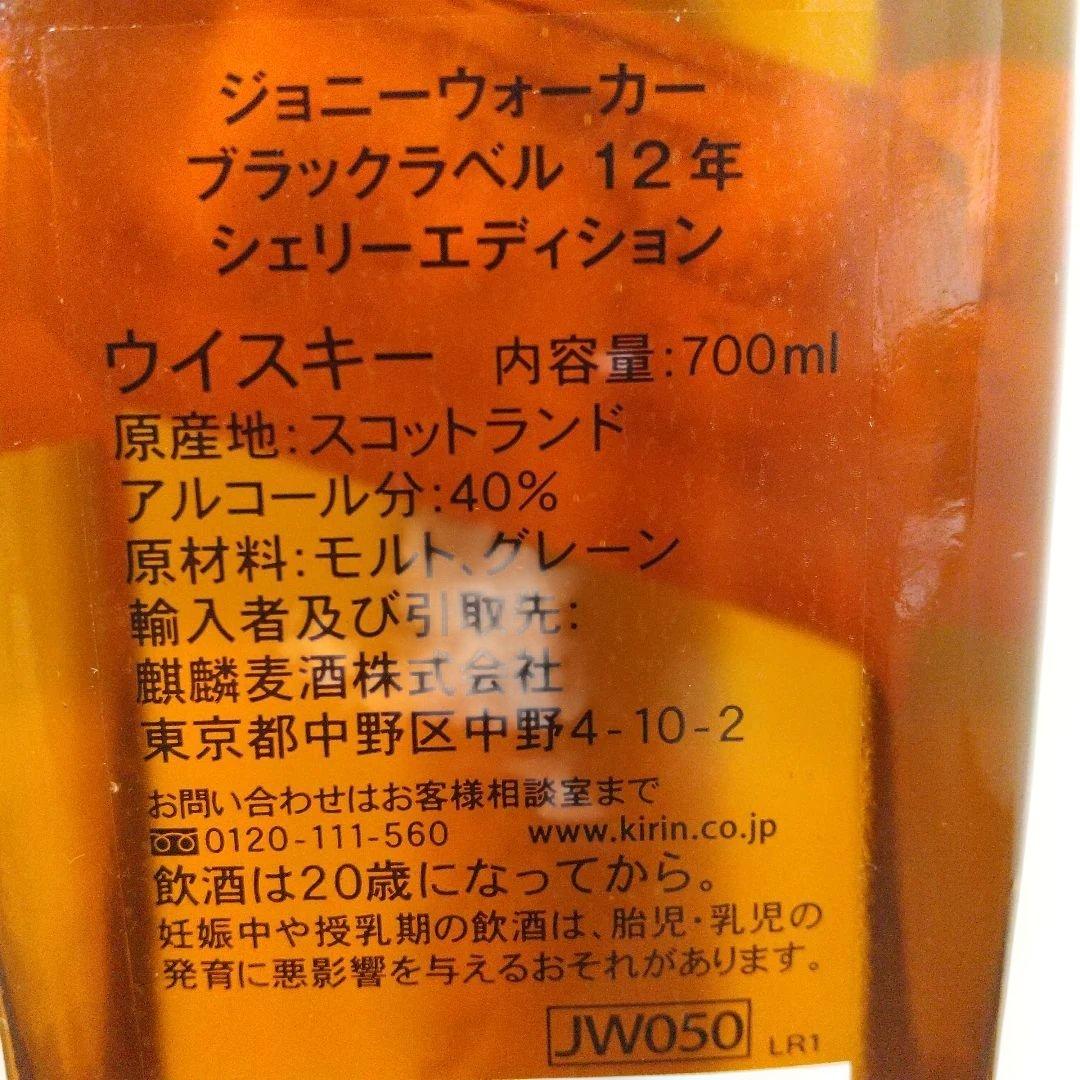 ジョニーウォーカー
ブラックラベル 12年
シェリーエディション
ウイスキー 内容量:700ml
原産地:スコットランド
アルコール分:40%
原材料:モルト、グレーン
輸入者及び引取先:
麒麟麦酒株式会社
東京都中野区中野4-10-2
お問い合わせはお客様相談室まで
0120-111-560 www.kirin.co.jp
飲酒は20歳になってから。
妊娠中や授乳期の飲酒は、胎児・乳児の
発育に悪影響を与えるおそれがあります。
JW050 LR1